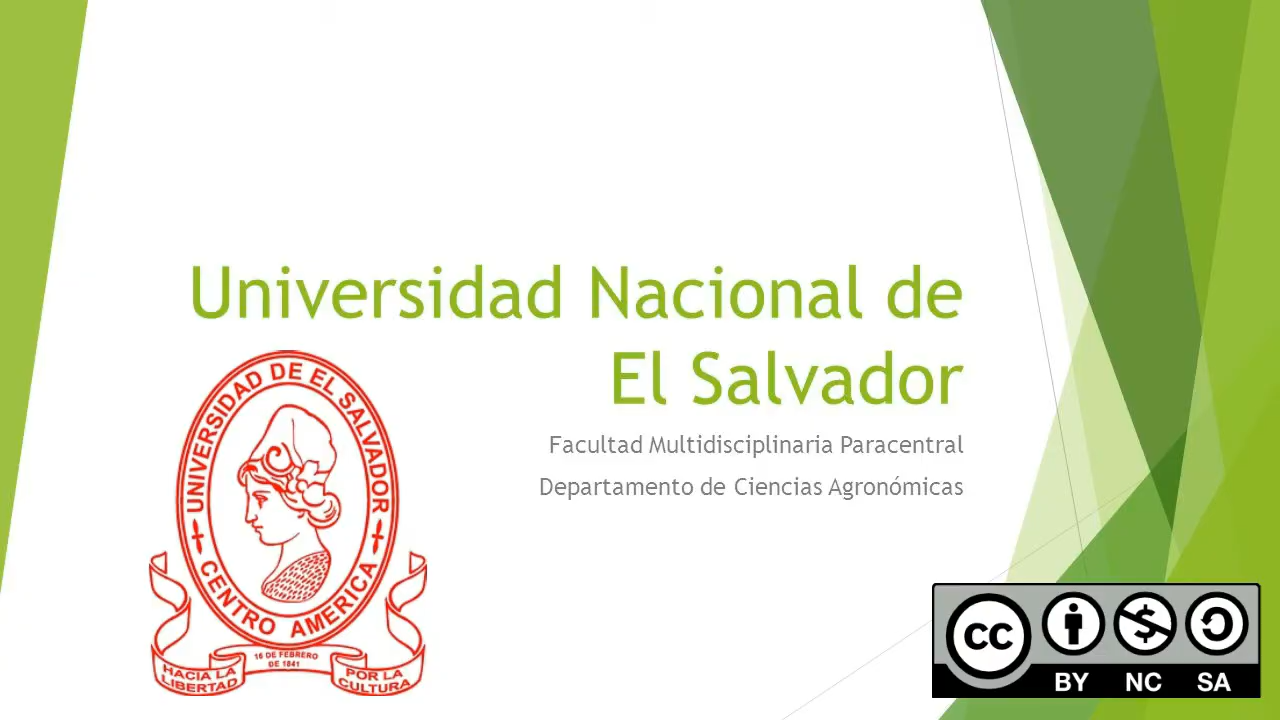 Universidad Nacional de
El Salvador
Facultad Multidisciplinaria Paracentral
Departamento de Ciencias Agronómicas
UNIVERSIDAD DE EL SALVADOR
CENTRO AMERICA
16 DE FEBRERO
DE 1841
HACIA LA
LIBERTAD
POR LA
CULTURA
CC
BY NC SA